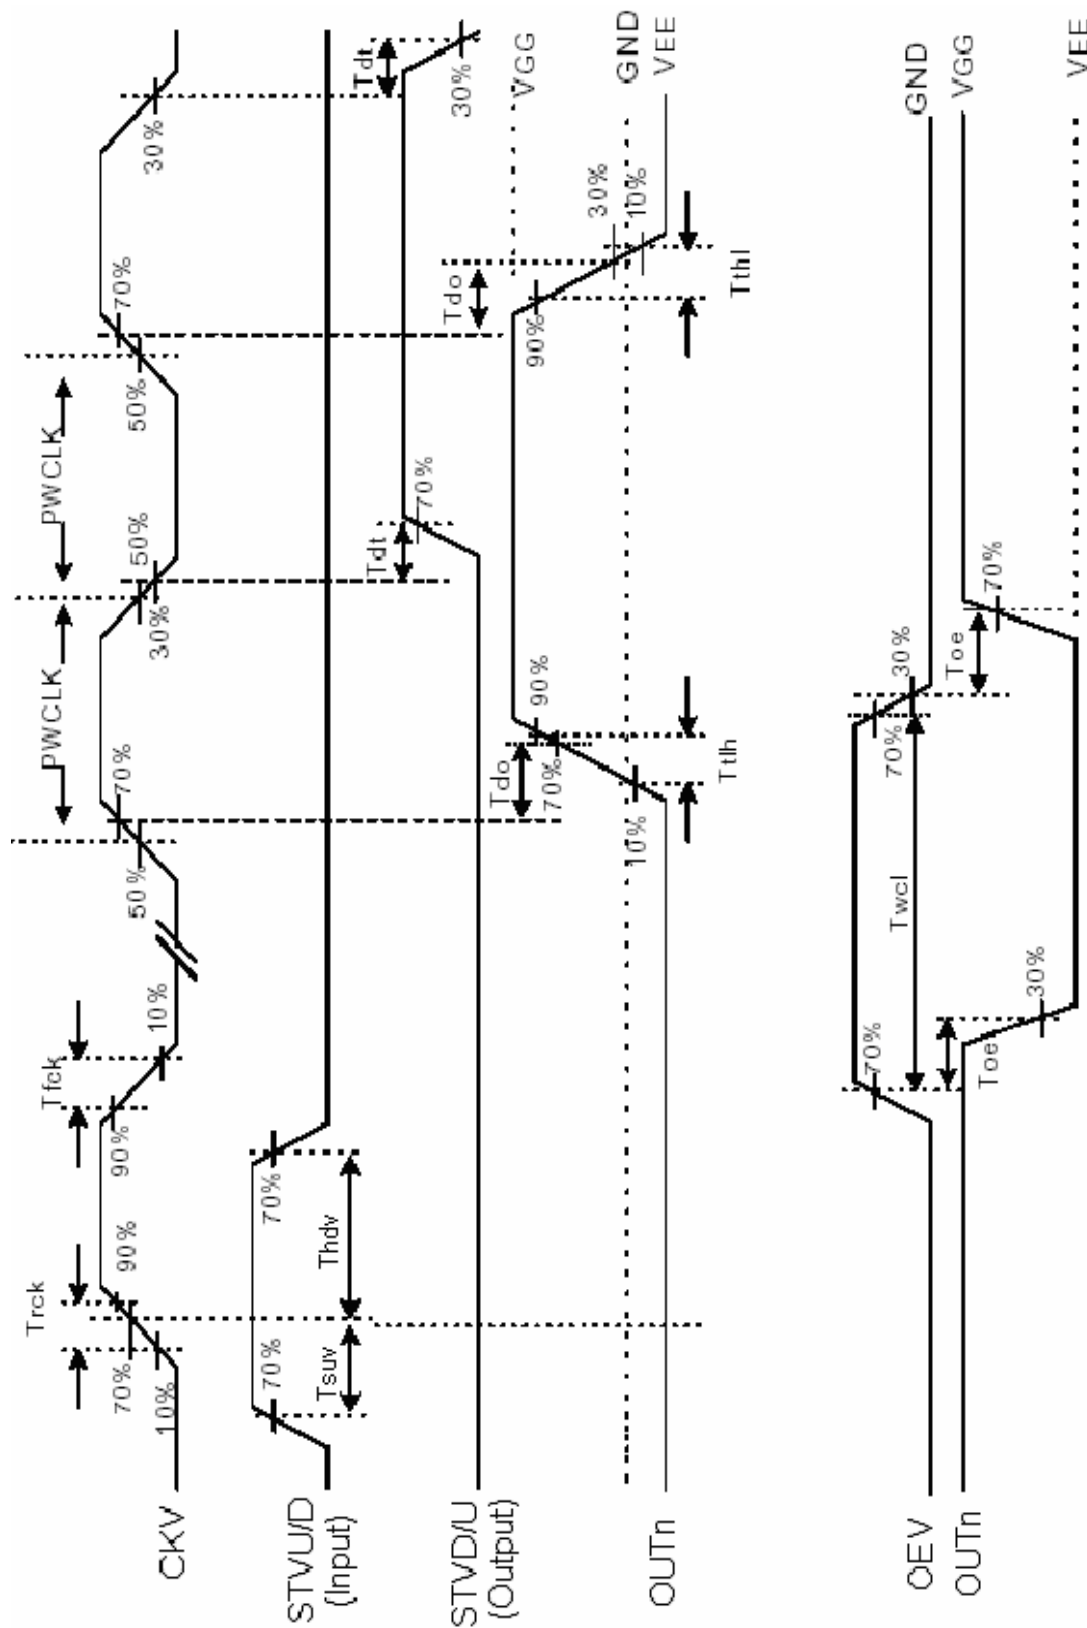 PWCLK
PWCLK
Trck
Tfck
CKV
70%
10%
90%
90%
10%
50%
70%
30%
50%
50%
70%
30%
STVU/D
(Input)
70%
70%
Tsuv
Thdv
STVD/U
(Output)
Tdt
70%
Tdt
30%
Tdo
70%
90%
10%
Ttlh
Tdo
90%
30%
10%
Tthl
VGG
GND
VEE
OUTn
OEV
70%
70%
30%
Twcl
GND
OUTn
Toe
30%
Toe
70%
VGG
VEE